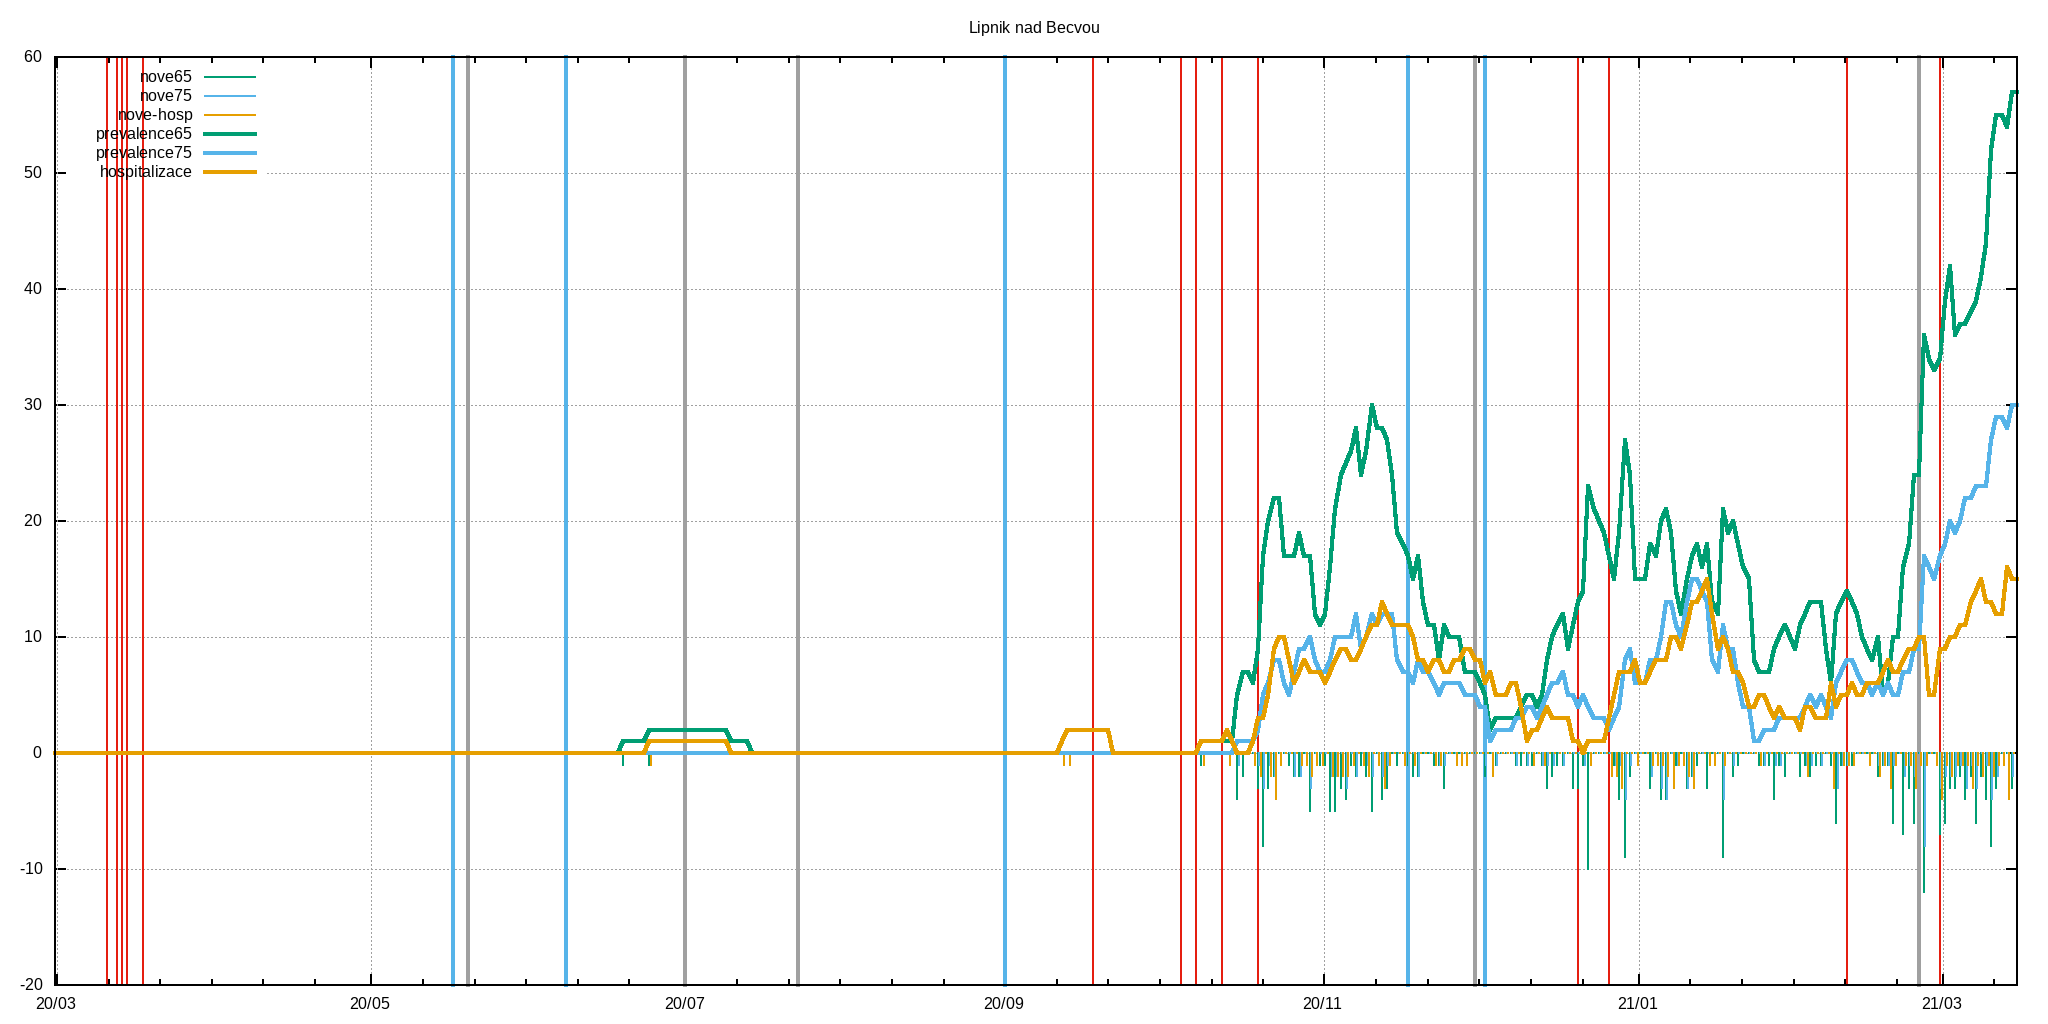 Lipnik nad Becvou
60
50
40
30
20
10
0
-10
-20
nove65
nove75
nove-hosp
prevalence65
prevalence75
hospitalizace
20/03 20/05 20/07 20/09 20/11 21/01 21/03